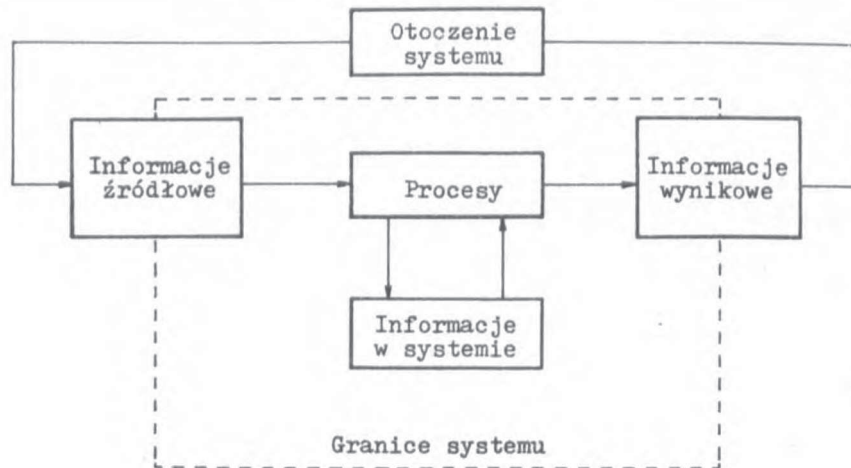 Otoczenie
systemu
Informacje
źródłowe
Procesy
Informacje
wynikowe
Informacje
w systemie
Granice systemu